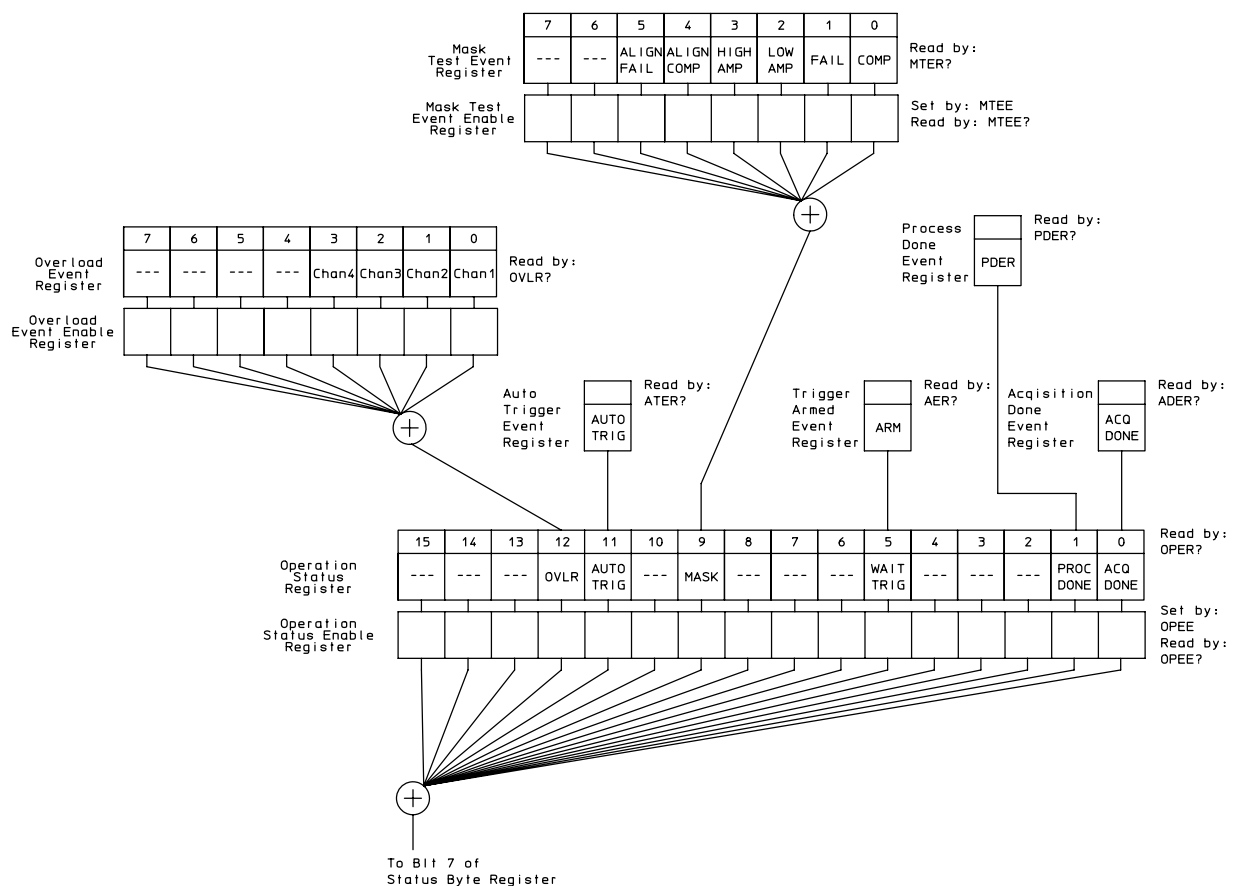 7 6 5 4 3 2 1 0
Mask
Test Event
Register
--- --- ALIGN FAIL ALIGN COMP HIGH AMP LOW AMP FAIL COMP
Read by:
MTER?
Mask Test
Event Enable
Register
Set by: MTEE
Read by: MTEE?
Process
Done
Event
Register
PDER
Read by:
PDER?
7 6 5 4 3 2 1 0
Overload
Event
Register
--- --- --- --- Chan4 Chan3 Chan2 Chan1
Read by:
OVLR?
Overload
Event Enable
Register
Auto
Trigger
Event
Register
AUTO
TRIG
Read by:
ATER?
Trigger
Armed
Event
Register
ARM
Read by:
AER?
Acqisition
Done
Event
Register
ACQ
DONE
Read by:
ADER?
15 14 13 12 11 10 9 8 7 6 5 4 3 2 1 0
Operation
Status
Register
--- --- --- OVLR AUTO TRIG --- MASK --- --- --- WAIT TRIG --- --- --- PROC DONE ACQ DONE
Read by:
OPER?
Operation
Status Enable
Register
Set by:
OPEE
Read by:
OPEE?
To BIt 7 of
Status Byte Register